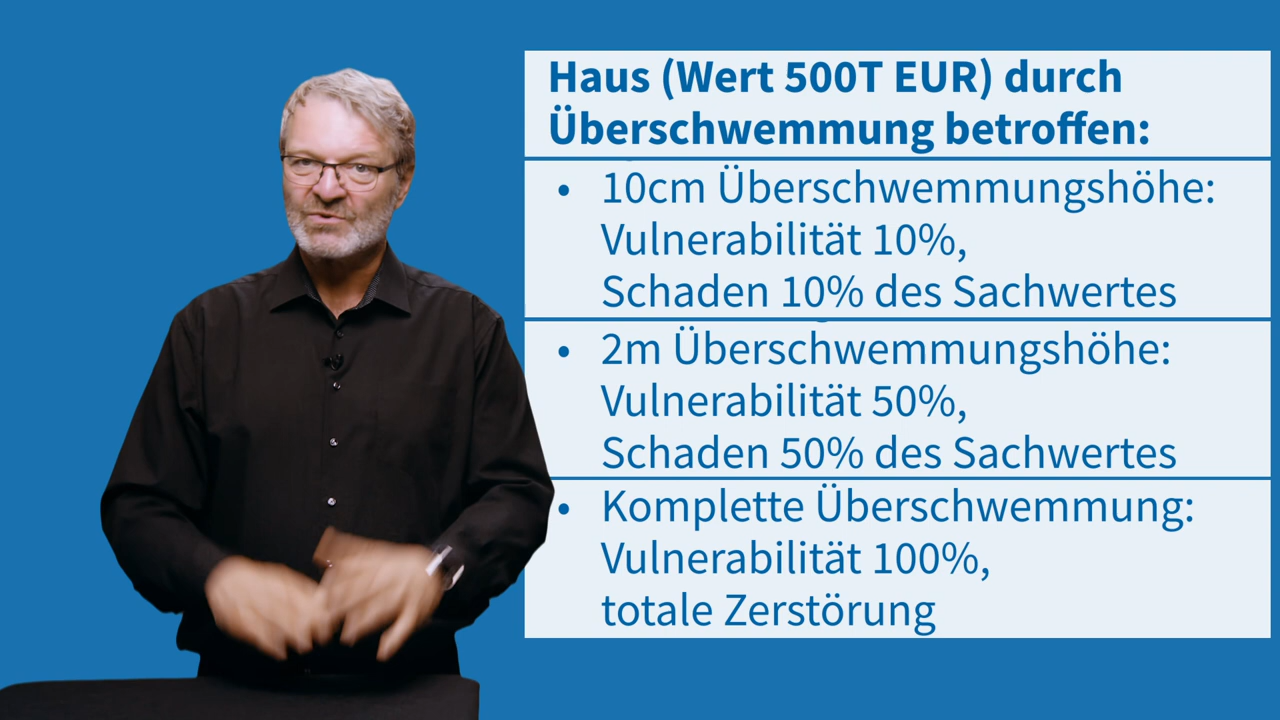 Haus (Wert 500T EUR) durch
Überschwemmung betroffen:
• 10cm Überschwemmungshöhe:
Vulnerabilität 10%,
Schaden 10% des Sachwertes
• 2m Überschwemmungshöhe:
Vulnerabilität 50%,
Schaden 50% des Sachwertes
• Komplette Überschwemmung:
Vulnerabilität 100%,
totale Zerstörung